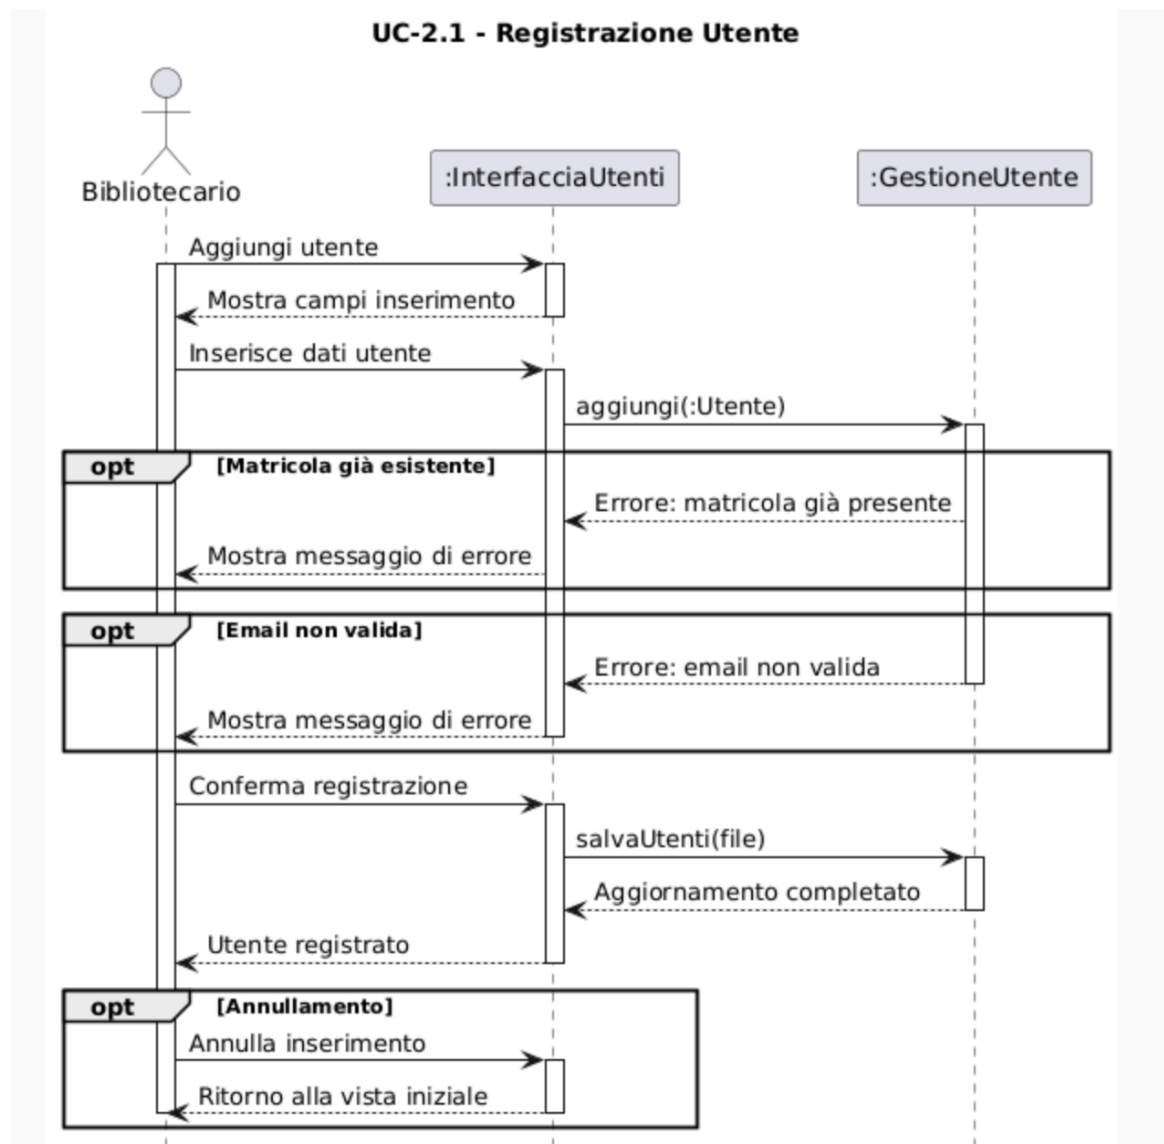 UC-2.1 - Registrazione Utente
Bibliotecario
:InterfacciaUtenti
:GestioneUtente
Aggiungi utente
Mostra campi inserimento
Inserisce dati utente
aggiungi(:Utente)
opt [Matricola già esistente]
Errore: matricola già presente
Mostra messaggio di errore
opt [Email non valida]
Errore: email non valida
Mostra messaggio di errore
Conferma registrazione
salvaUtenti(file)
Aggiornamento completato
Utente registrato
opt [Annullamento]
Annulla inserimento
Ritorno alla vista iniziale